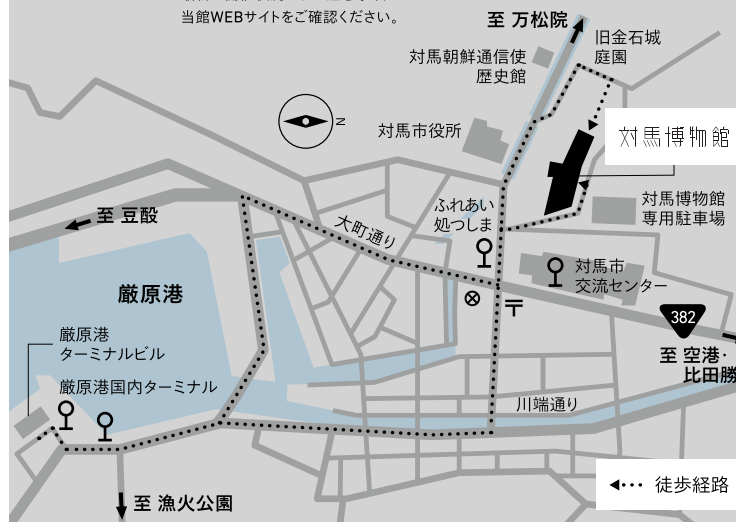 当館WEBサイトをご確認ください。
至 万松院
旧金石城
庭園
対馬朝鮮通信使
歴史館
N
対馬市役所
対馬博物館
ふれあい
処つしま
対馬博物館
専用駐車場
至 豆酘
大町通り
対馬市
交流センター
厳原港
〒
382
至 空港・
比田勝
厳原港
ターミナルビル
厳原港国内ターミナル
川端通り
徒歩経路
至 漁火公園